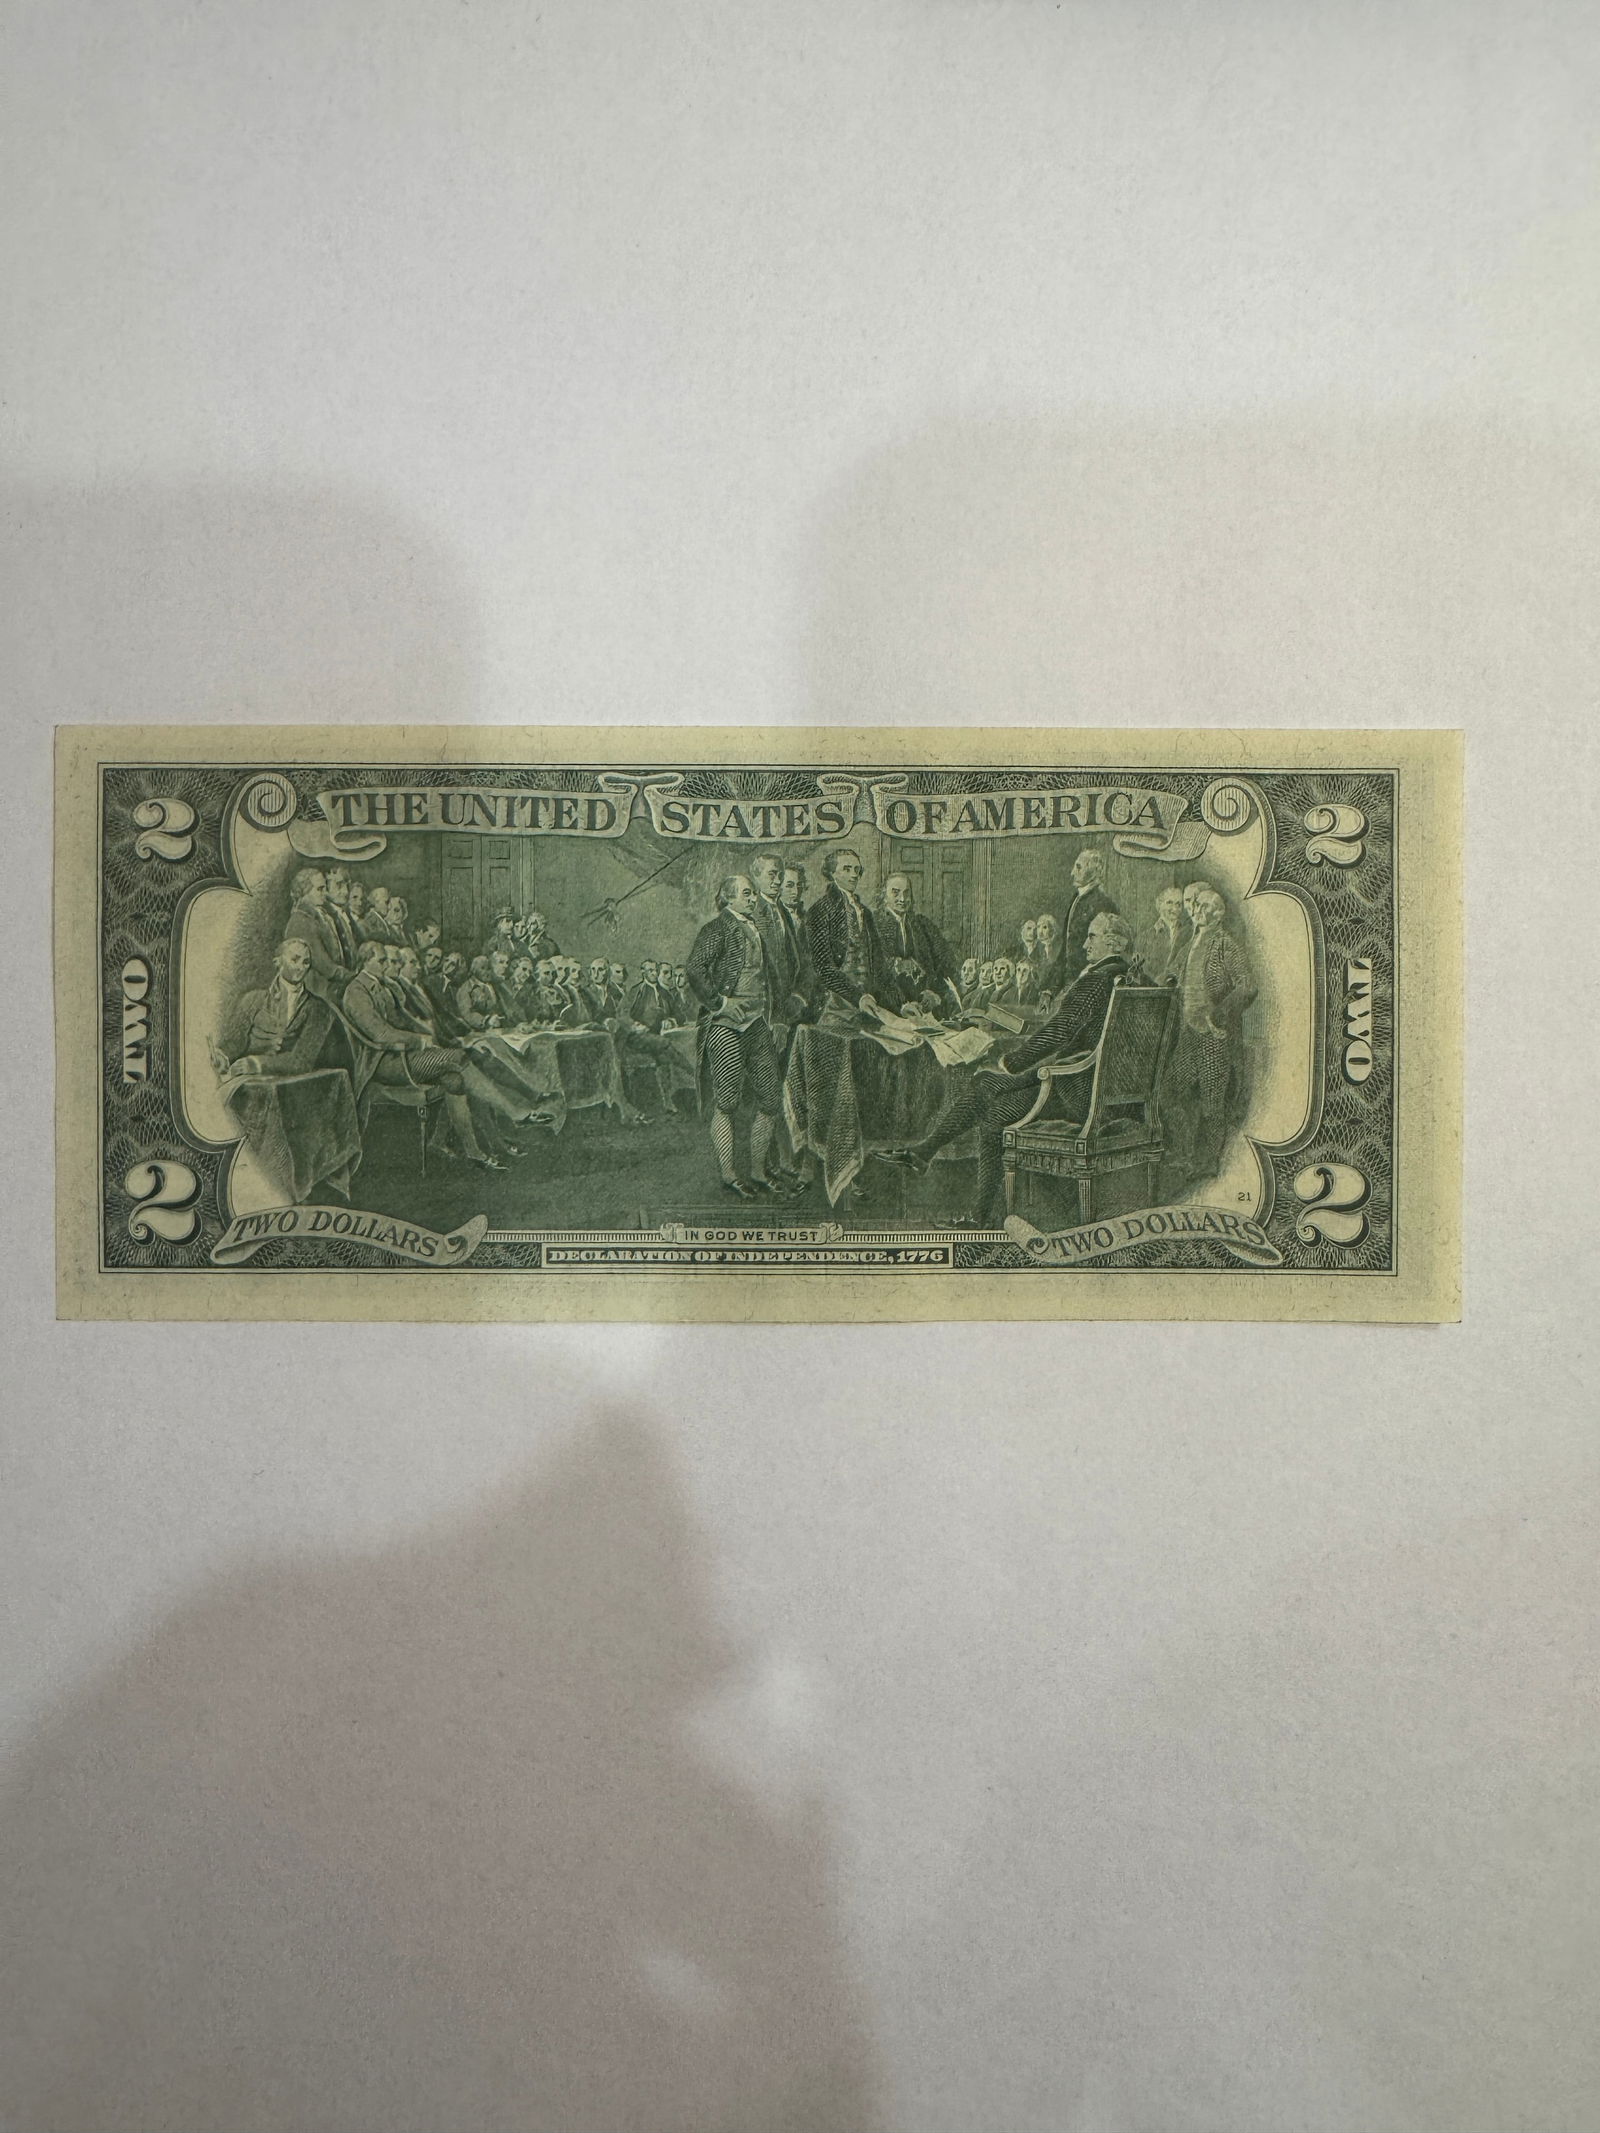 2 THE UNITED STATES OF AMERICA 2
TWO TWO
21
2 TWO DOLLARS IN GOD WE TRUST TWO DOLLARS 2
DECLARATION OF INDEPENDENCE, 1776